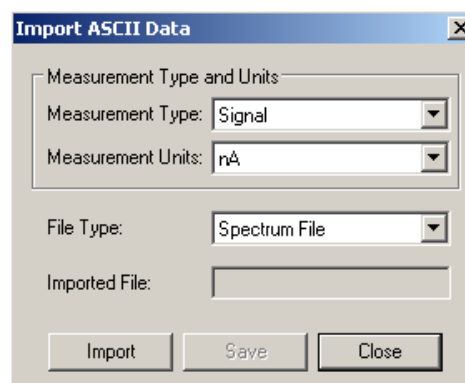 Import ASCII Data
Measurement Type and Units
Measurement Type: Signal
Measurement Units: nA
File Type: Spectrum File
Imported File:
Import Save Close